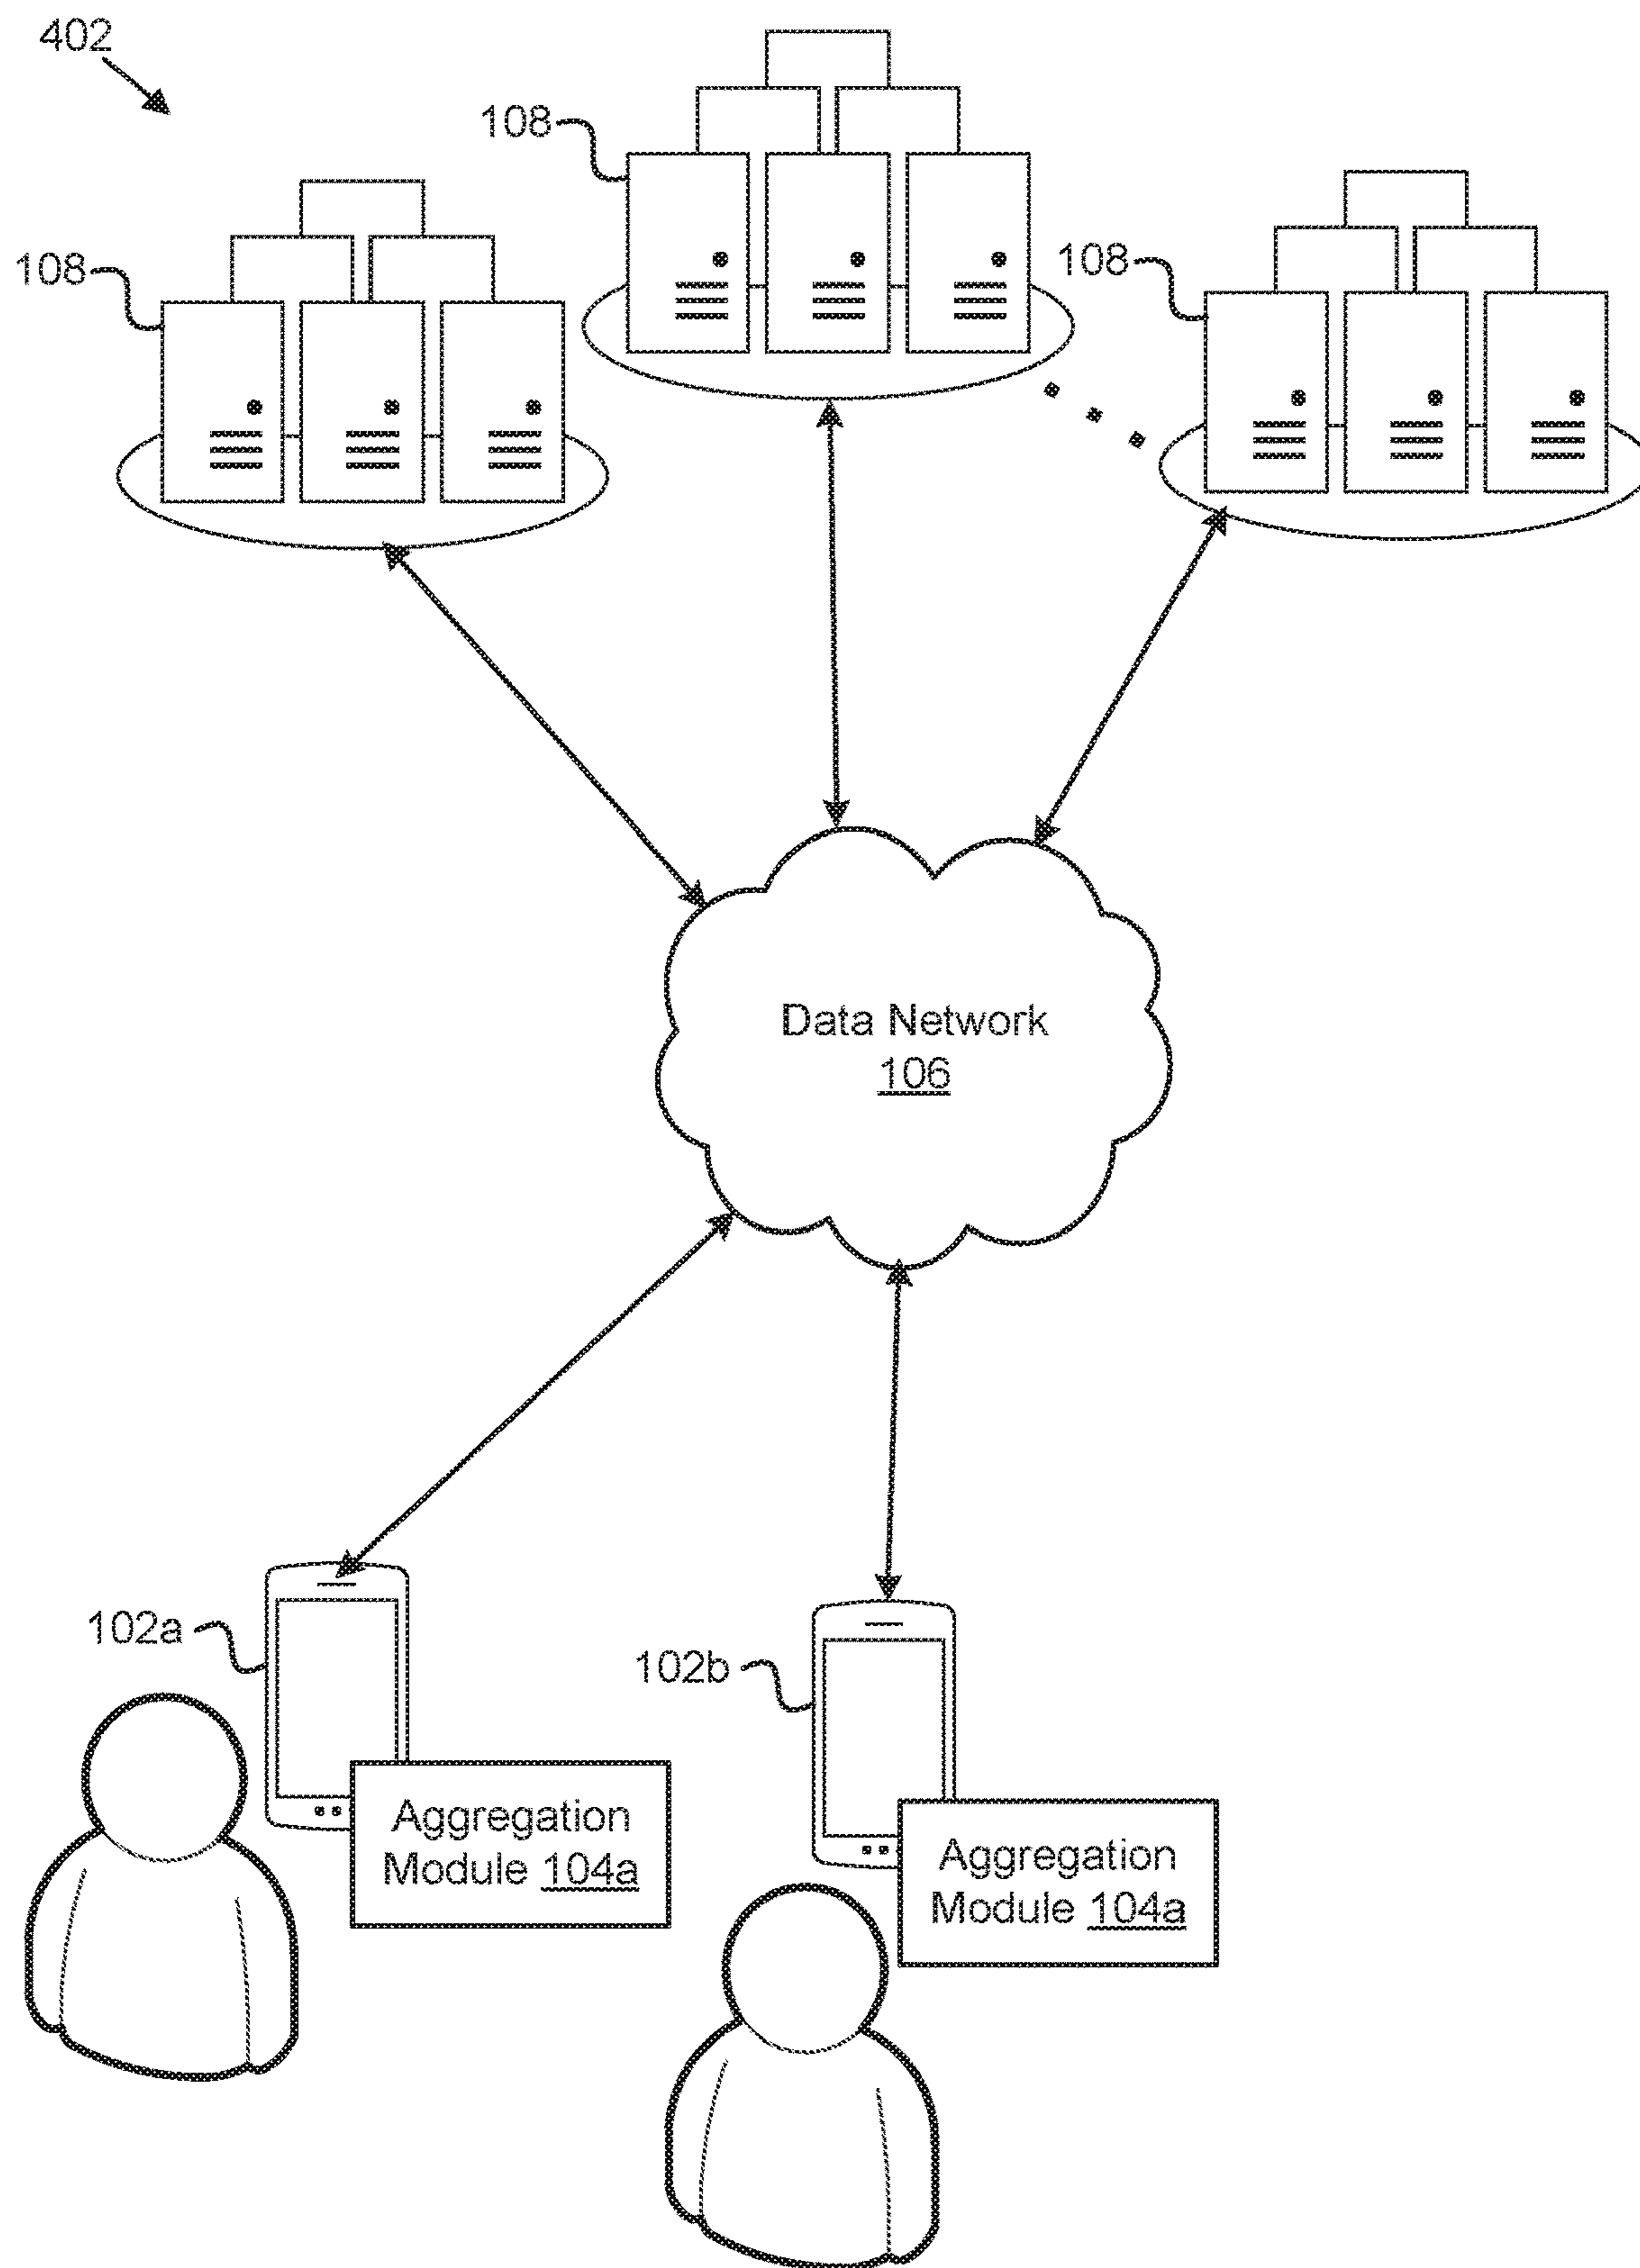 402
108
108
108
Data Network
106
102a
102b
Aggregation
Module 104a
Aggregation
Module 104a